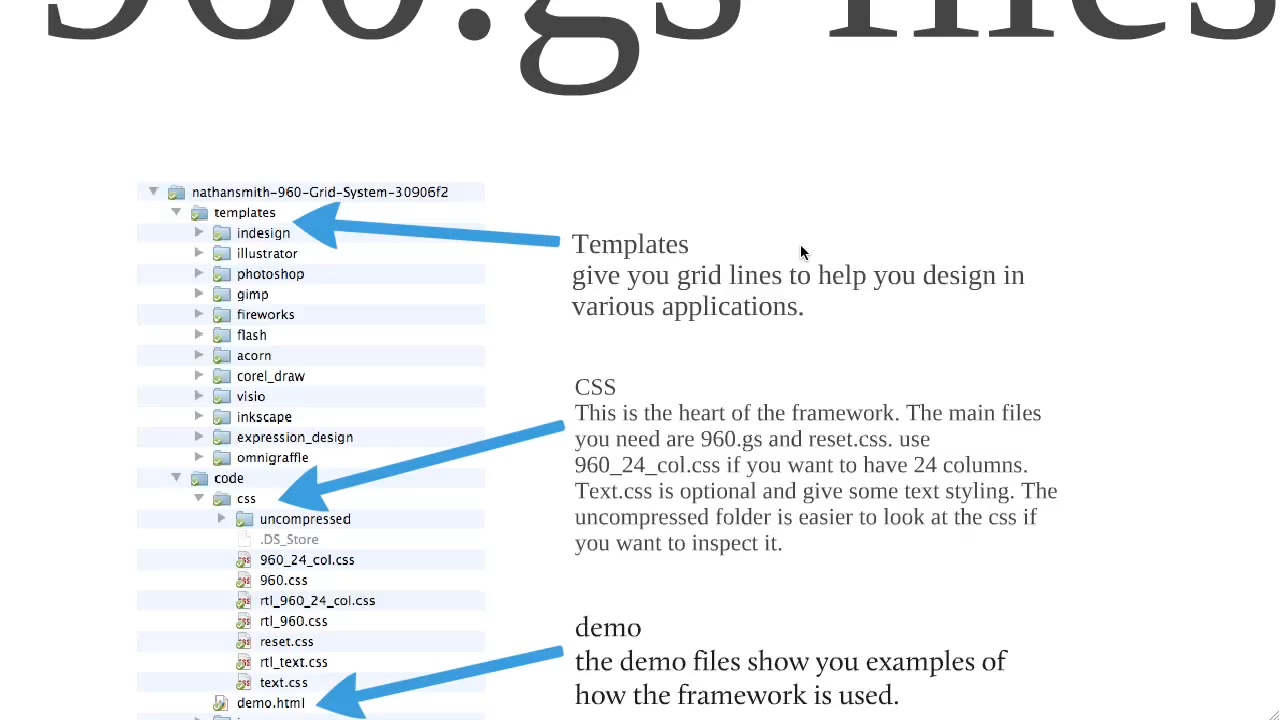 960.gs files
nathansmith-960-Grid-System-30906f2
templates
indesign
illustrator
photoshop
gimp
fireworks
flash
acorn
corel_draw
visio
inkscape
expression_design
omnigraffle
code
css
uncompressed
.DS_Store
960_24_col.css
960.css
rtl_960_24_col.css
rtl_960.css
reset.css
rtl_text.css
text.css
demo.html
Templates
give you grid lines to help you design in
various applications.
CSS
This is the heart of the framework. The main files
you need are 960.gs and reset.css. use
960_24_col.css if you want to have 24 columns.
Text.css is optional and give some text styling. The
uncompressed folder is easier to look at the css if
you want to inspect it.
demo
the demo files show you examples of
how the framework is used.